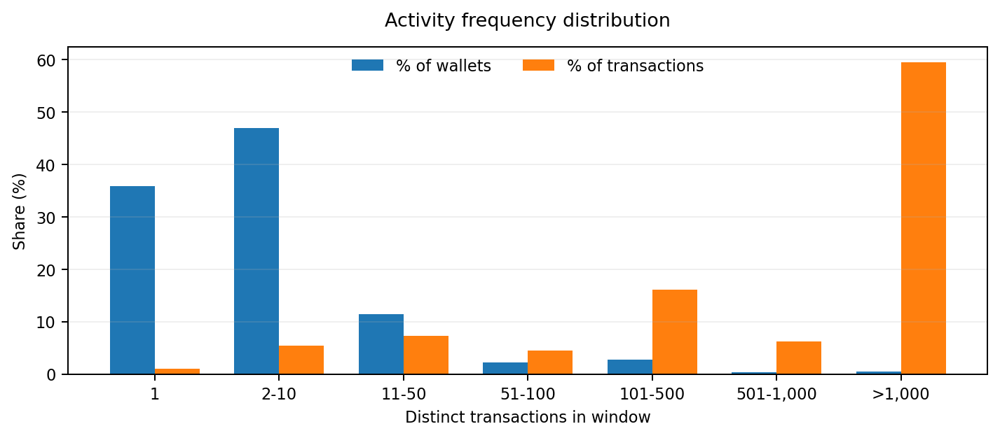 Activity frequency distribution
% of wallets
% of transactions
60
50
40
30
20
10
0
Share (%)
1
2-10
11-50
51-100
101-500
501-1,000
>1,000
Distinct transactions in window